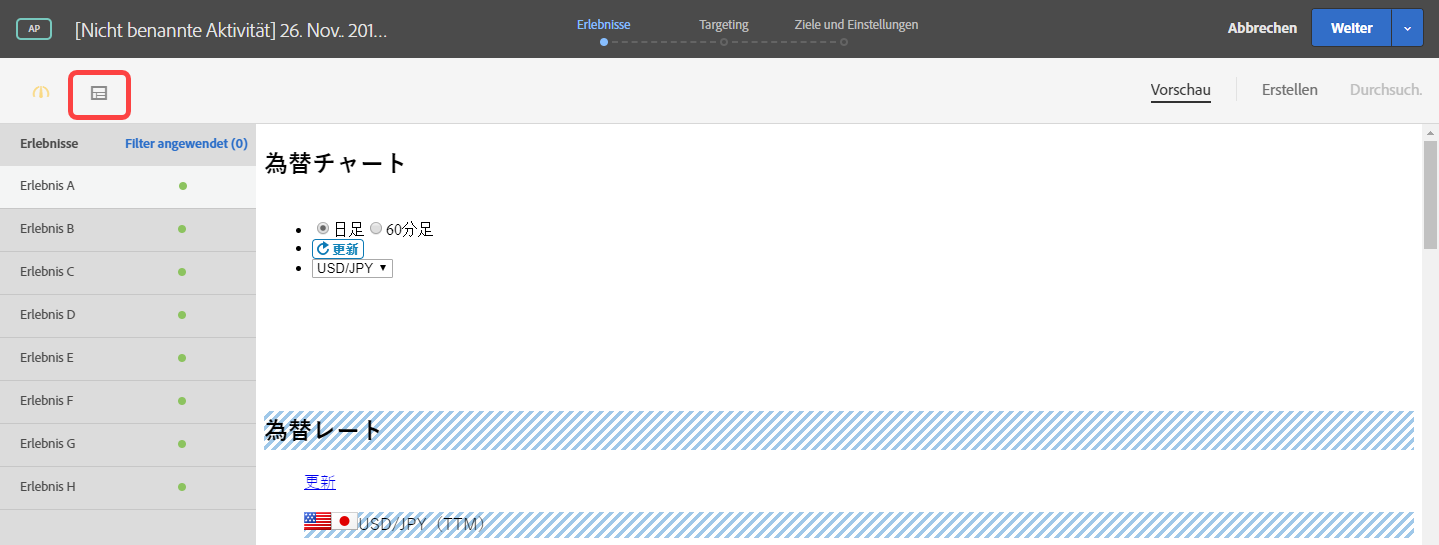 AP
[Nicht benannte Aktivität] 26. Nov.. 201...
Erlebnisse
Targeting
Ziele und Einstellungen
Abbrechen
Weiter
Vorschau
Erstellen
Durchsuch.
Erlebnisse
Filter angewendet (0)
Erlebnis A
Erlebnis B
Erlebnis C
Erlebnis D
Erlebnis E
Erlebnis F
Erlebnis G
Erlebnis H
為替チャート
日足 60分足
更新
USD/JPY
為替レート
更新
USD/JPY（TTM）